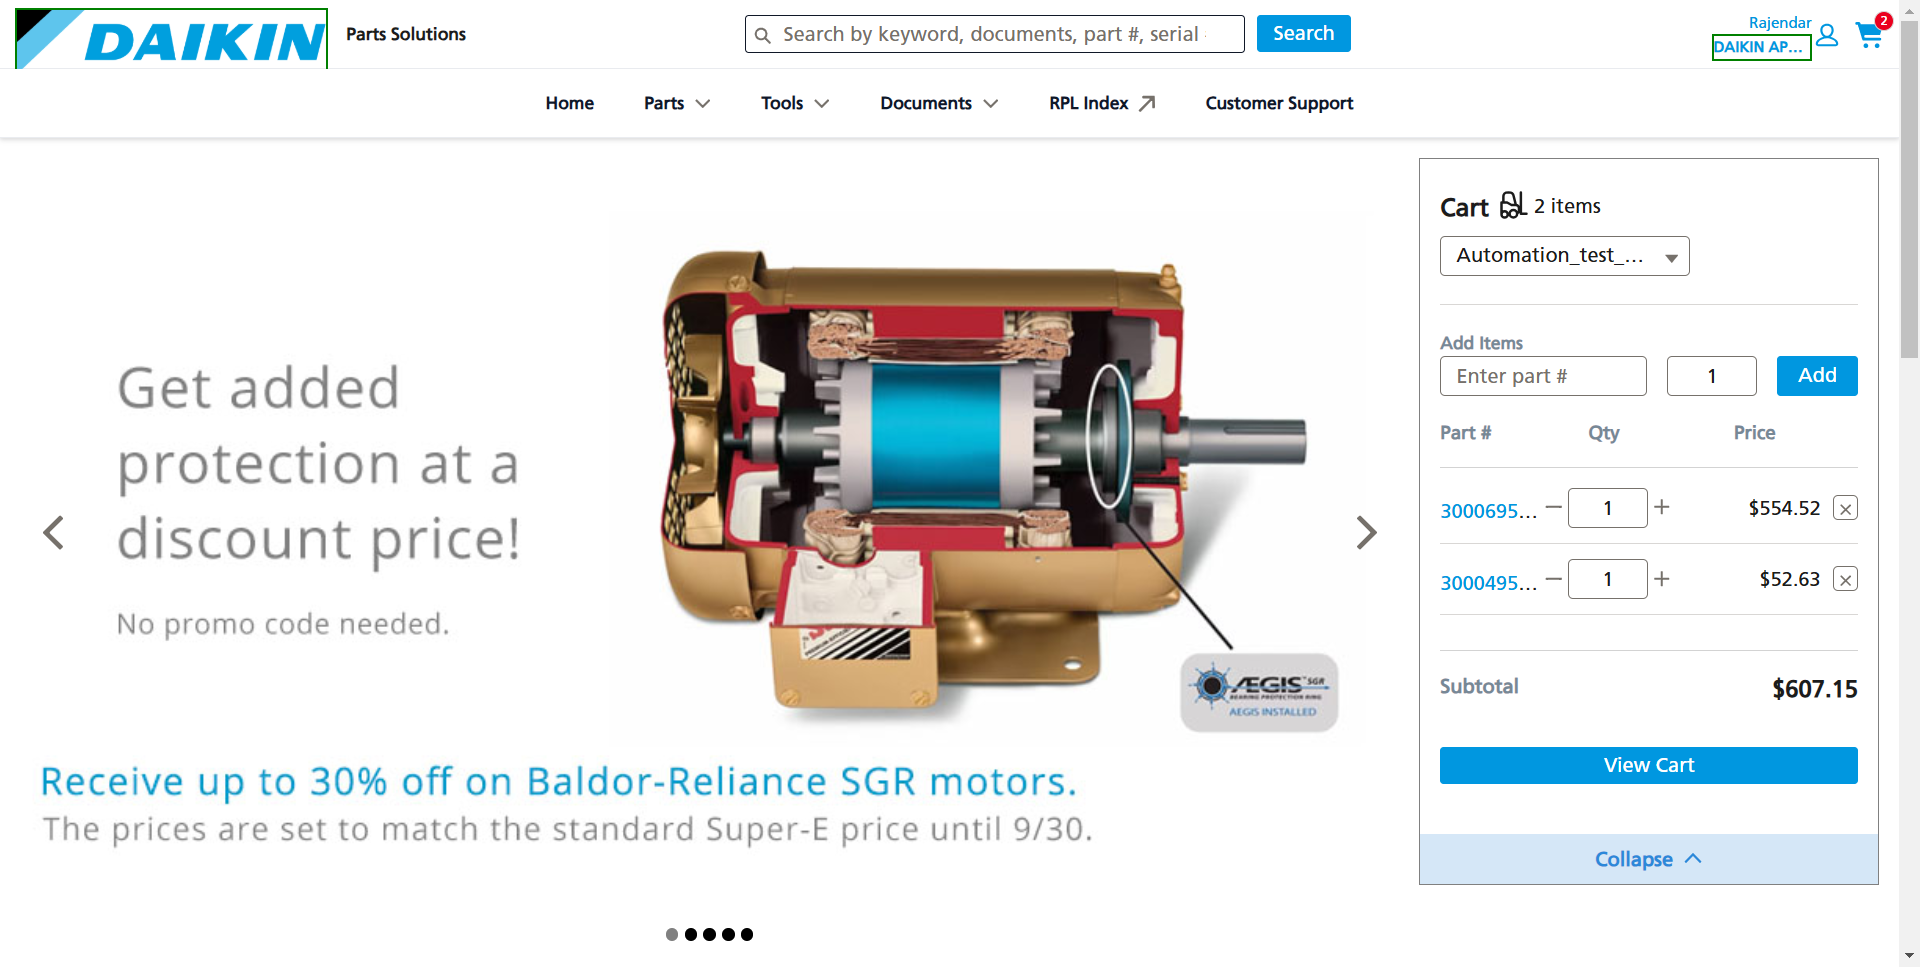 DAIKIN
Parts Solutions
Search by keyword, documents, part #, serial
Search
Rajendar
DAIKIN AP...
2
Home
Parts
Tools
Documents
RPL Index
Customer Support
Get added
protection at a
discount price!
No promo code needed.
ÆGIS™ SGR
BEARING PROTECTION RING
AEGIS INSTALLED
Receive up to 30% off on Baldor-Reliance SGR motors.
The prices are set to match the standard Super-E price until 9/30.
Cart 2 items
Automation_test_...
Add Items
Enter part # 1 Add
Part # Qty Price
3000695... 1 $554.52
3000495... 1 $52.63
Subtotal $607.15
View Cart
Collapse